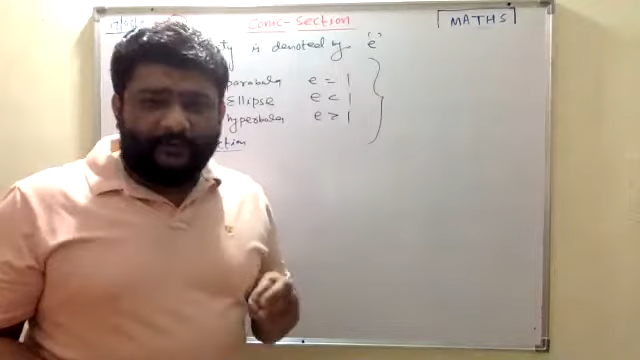 Conic-Section
MATHS
is denoted by 'e'
parabola e = 1
Ellipse e < 1
hyperbola e > 1